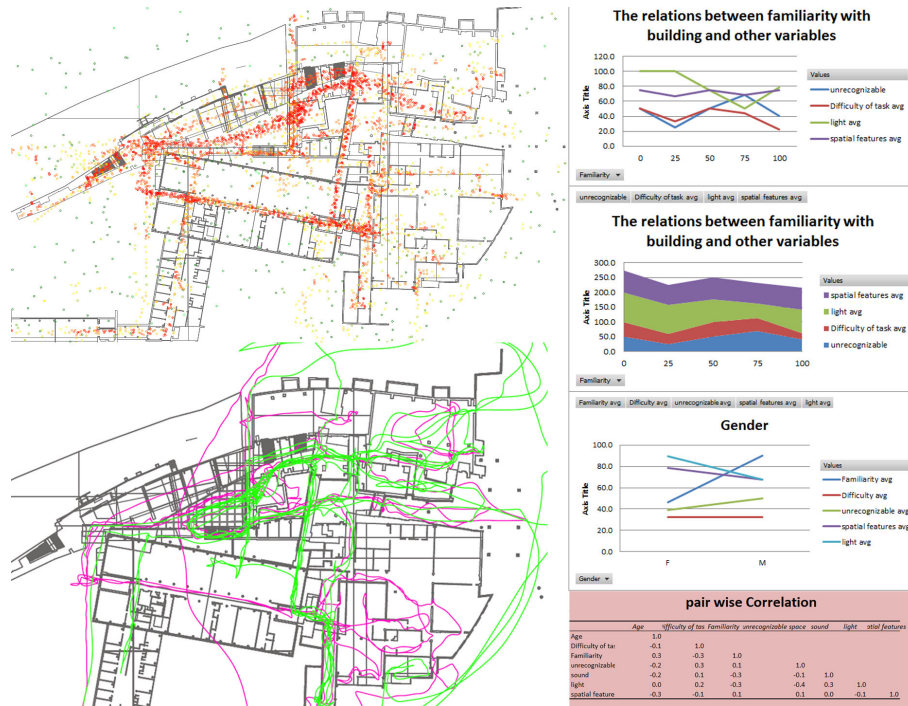 The relations between familiarity with
building and other variables
120.0
100.0
80.0
60.0
40.0
20.0
0.0
Axis Title
0 25 50 75 100
Values
unrecognizable
Difficulty of task avg
light avg
spatial features avg
Familiarity
unrecognizable Difficulty of task avg light avg spatial features avg
The relations between familiarity with
building and other variables
300.0
250.0
200.0
150.0
100.0
50.0
0.0
Axis Title
0 25 50 75 100
Values
spatial features avg
light avg
Difficulty of task avg
unrecognizable
Familiarity
Familiarity avg Difficulty avg unrecognizable avg spatial features avg light avg
Gender
100.0
80.0
60.0
40.0
20.0
0.0
Axis Title
F M
Values
Familiarity avg
Difficulty avg
unrecognizable avg
spatial features avg
light avg
Gender
pair wise Correlation
Age ifficulty of tas Familiarity unrecognizable space sound light atial features
Age 1.0
Difficulty of ta: -0.1 1.0
Familiarity 0.3 -0.3 1.0
unrecognizable -0.2 0.3 0.1 1.0
sound -0.2 0.1 -0.3 -0.1 1.0
light 0.0 0.2 -0.3 -0.4 0.3 1.0
spatial feature -0.3 -0.1 0.1 0.1 0.0 -0.1 1.0